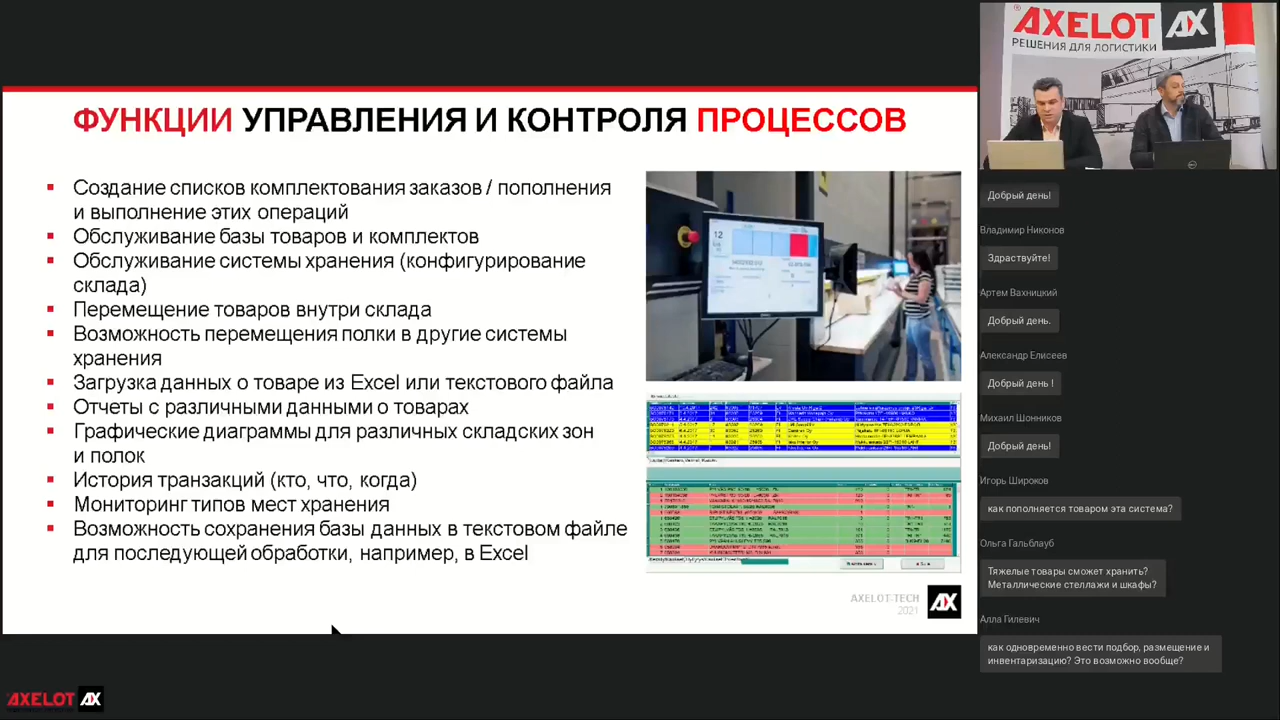 ФУНКЦИИ УПРАВЛЕНИЯ И КОНТРОЛЯ ПРОЦЕССОВ
▪ Создание списков комплектования заказов / пополнения
и выполнение этих операций
▪ Обслуживание базы товаров и комплектов
▪ Обслуживание системы хранения (конфигурирование
склада)
▪ Перемещение товаров внутри склада
▪ Возможность перемещения полки в другие системы
хранения
▪ Загрузка данных о товаре из Excel или текстового файла
▪ Отчеты с различными данными о товарах
▪ Графические диаграммы для различных складских зон
и полок
▪ История транзакций (кто, что, когда)
▪ Мониторинг типов мест хранения
▪ Возможность сохранения базы данных в текстовом файле
для последующей обработки, например, в Excel
12
AXELOT-TECH
2021
AX
AXELOT AX
AXELOT AX
РЕШЕНИЯ ДЛЯ ЛОГИСТИКИ
DELL
Добрый день!
Владимир Никонов
Здраствуйте!
Артем Вахницкий
Добрый день.
Александр Елисеев
Добрый день !
Михаил Шонников
Добрый день!
Игорь Широков
как пополняется товаром эта система?
Ольга Гальблауб
Тяжелые товары сможет хранить?
Металлические стеллажи и шкафы?
Алла Гилевич
как одновременно вести подбор, размещение и
инвентаризацию? Это возможно вообще?